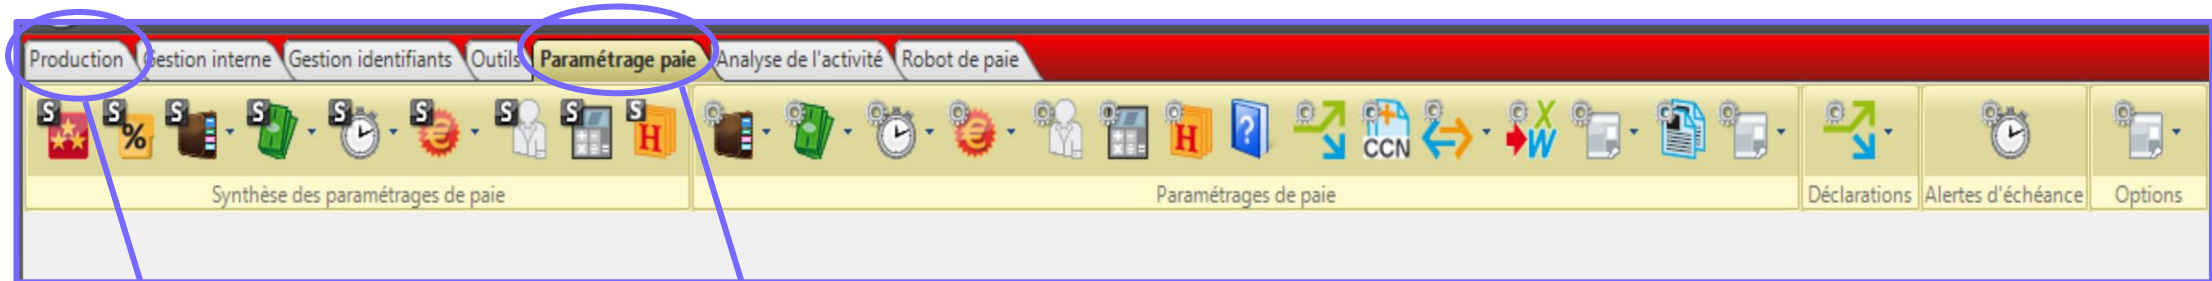 Production Gestion interne Gestion identifiants Outils Paramétrage paie Analyse de l'activité Robot de paie
S S % S S S S € S S S H H ? CCN X W
Synthèse des paramétrages de paie Paramétrages de paie Déclarations Alertes d'échéance Options